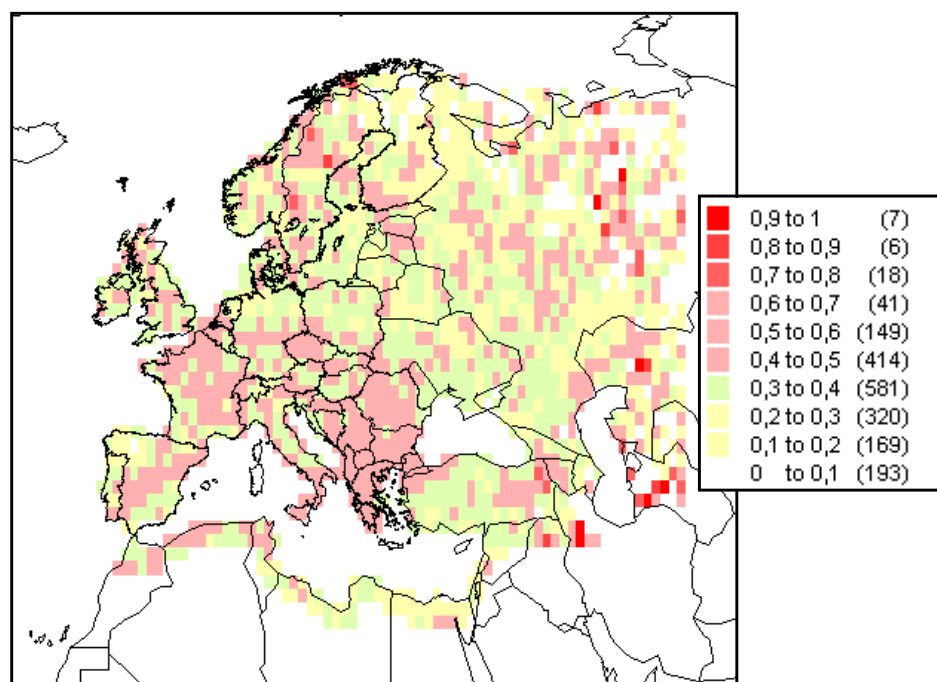 0,9 to 1 (7)
0,8 to 0,9 (6)
0,7 to 0,8 (18)
0,6 to 0,7 (41)
0,5 to 0,6 (149)
0,4 to 0,5 (414)
0,3 to 0,4 (581)
0,2 to 0,3 (320)
0,1 to 0,2 (169)
0 to 0,1 (193)